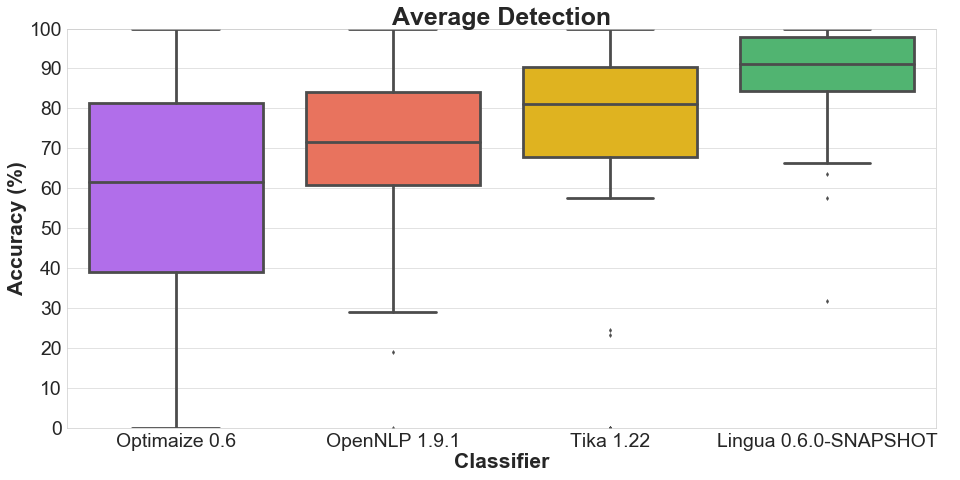 Average Detection
Accuracy (%)
100
90
80
70
60
50
40
30
20
10
0
Optimaize 0.6
OpenNLP 1.9.1
Tika 1.22
Lingua 0.6.0-SNAPSHOT
Classifier